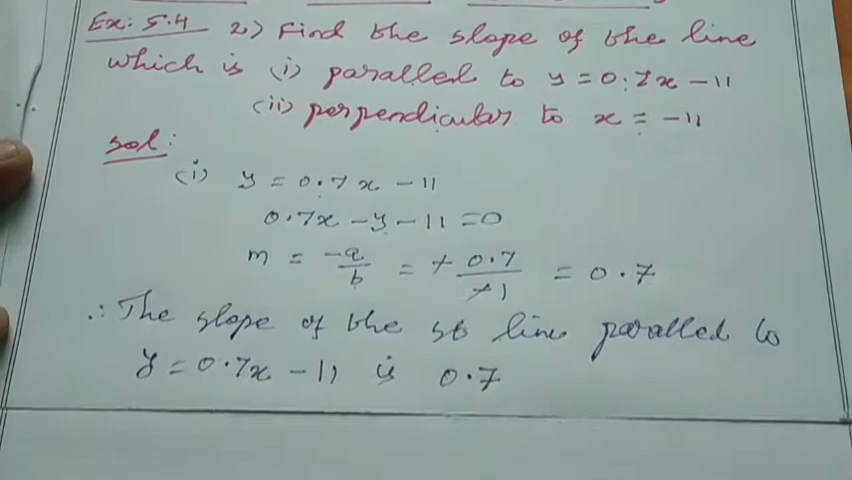 Ex: 5.4 2) Find the slope of the line
which is (i) parallel to y = 0.7x - 11
(ii) perpendicular to x = -11
sol:
(i) y = 0.7x - 11
0.7x - y - 11 = 0
m = -a/b = + 0.7/+1 = 0.7
∴ The slope of the st line parallel to
y = 0.7x - 11 is 0.7